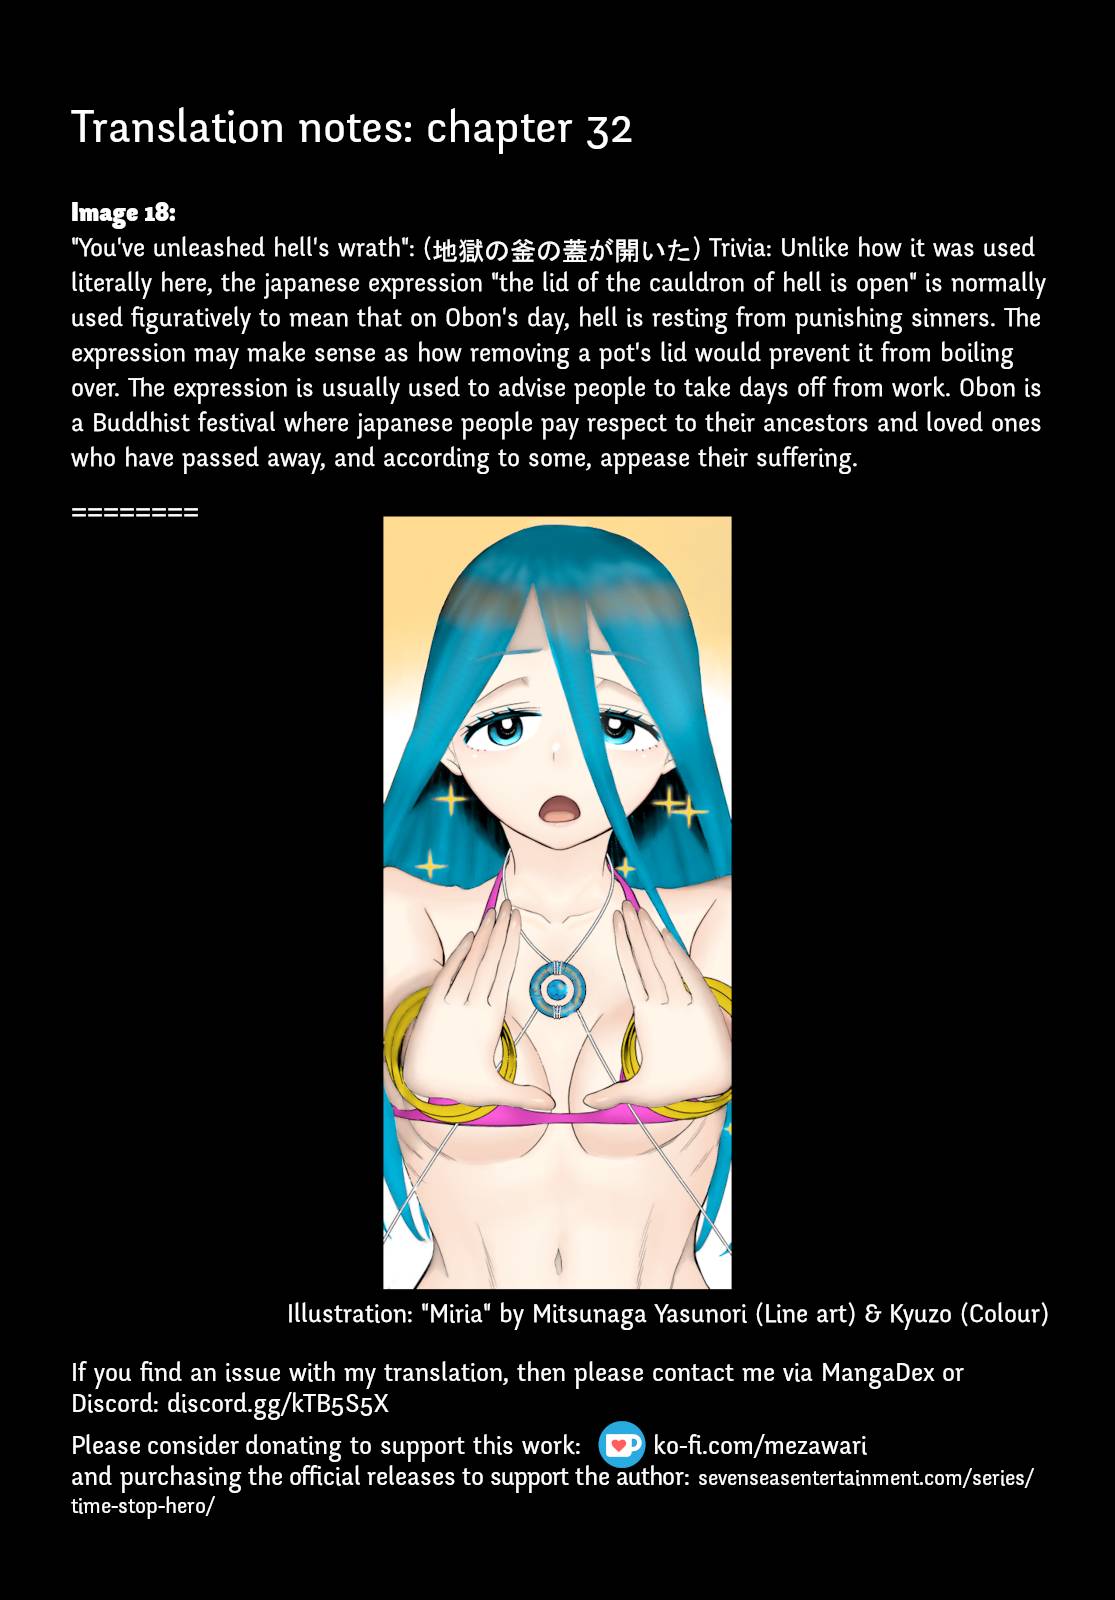 Translation notes: chapter 32
Image 18:
"You've unleashed hell's wrath": (地獄の釜の蓋が開いた) Trivia: Unlike how it was used
literally here, the japanese expression "the lid of the cauldron of hell is open" is normally
used figuratively to mean that on Obon's day, hell is resting from punishing sinners. The
expression may make sense as how removing a pot's lid would prevent it from boiling
over. The expression is usually used to advise people to take days off from work. Obon is
a Buddhist festival where japanese people pay respect to their ancestors and loved ones
who have passed away, and according to some, appease their suffering.
========
Illustration: "Miria" by Mitsunaga Yasunori (Line art) & Kyuzo (Colour)
If you find an issue with my translation, then please contact me via MangaDex or
Discord: discord.gg/kTB5S5X
Please consider donating to support this work: ko-fi.com/mezawari
and purchasing the official releases to support the author: sevenseasentertainment.com/series/
time-stop-hero/